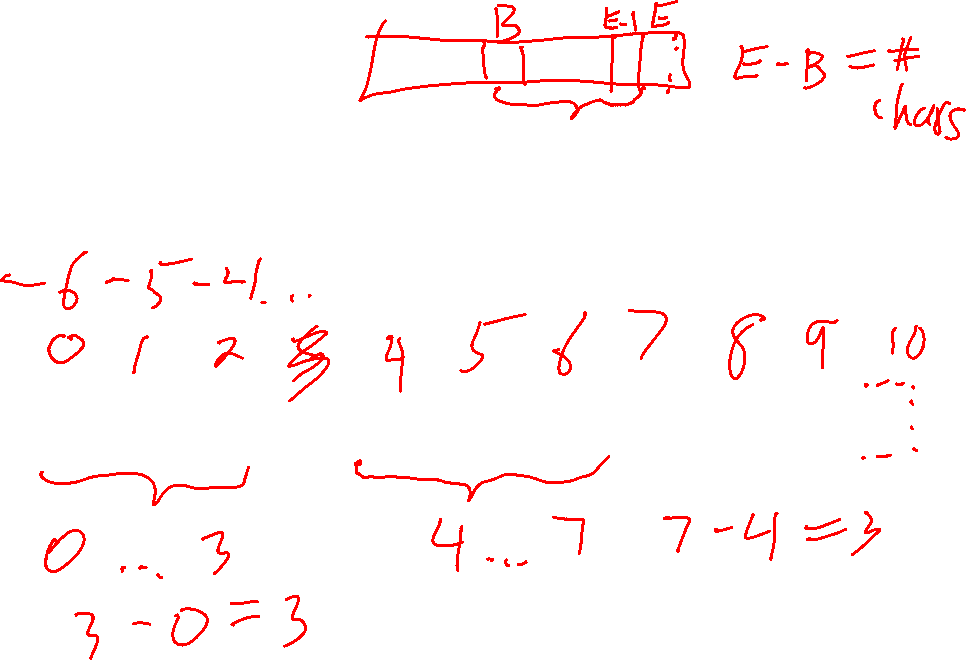 B E-1 E
E - B = #
chars
-6 -5 -4...
0 1 2 3 4 5 6 7 8 9 10
0 ... 3 4 ... 7 7 - 4 = 3
3 - 0 = 3